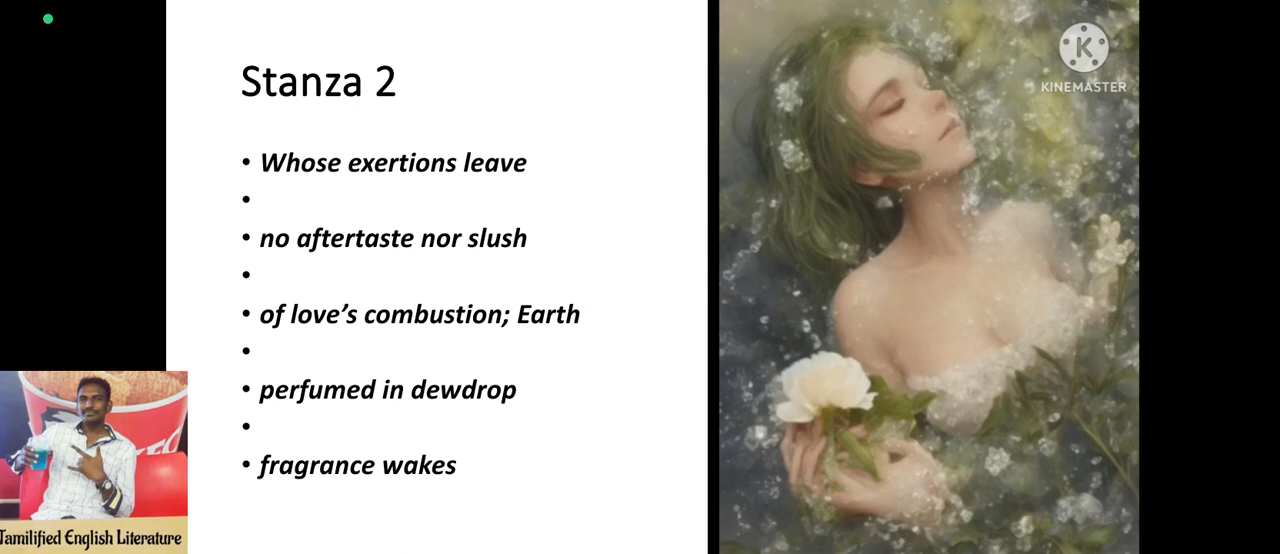 Stanza 2
• Whose exertions leave
•
• no aftertaste nor slush
•
• of love’s combustion; Earth
•
• perfumed in dewdrop
•
• fragrance wakes
K
KINEMASTER
Tamilified English Literature